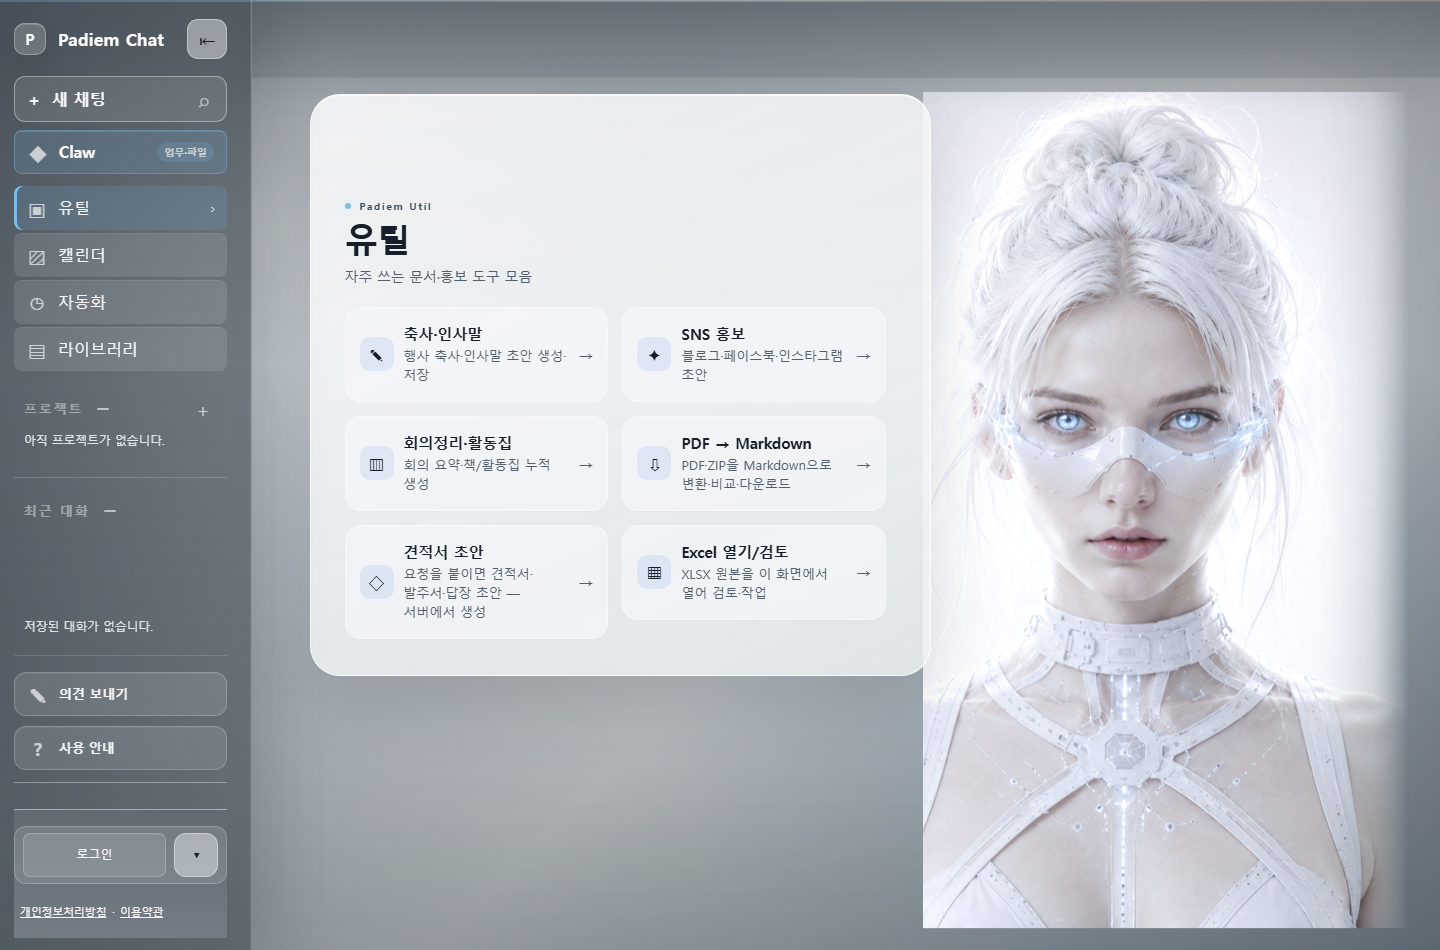 P Padiem Chat
+ 새 채팅
Claw 업무·파일
유틸
캘린더
자동화
라이브러리
프로젝트
아직 프로젝트가 없습니다.
최근 대화
저장된 대화가 없습니다.
의견 보내기
? 사용 안내
로그인
개인정보처리방침 · 이용약관
Padiem Util
유틸
자주 쓰는 문서·홍보 도구 모음
축사·인사말
행사 축사·인사말 초안 생성·
저장
SNS 홍보
블로그·페이스북·인스타그램
초안
회의정리·활동집
회의 요약·책/활동집 누적
생성
PDF → Markdown
PDF·ZIP을 Markdown으로
변환·비교·다운로드
견적서 초안
요청을 붙이면 견적서·
발주서·답장 초안 —
서버에서 생성
Excel 열기/검토
XLSX 원본을 이 화면에서
열어 검토·작업